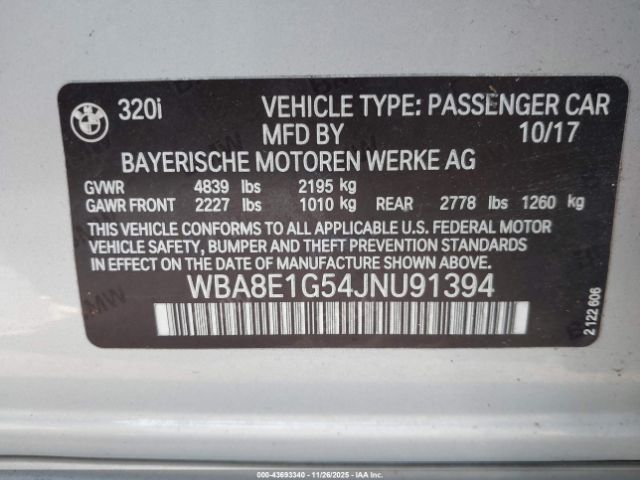 BMW 320i VEHICLE TYPE: PASSENGER CAR
MFD BY 10/17
BAYERISCHE MOTOREN WERKE AG
GVWR 4839 lbs 2195 kg
GAWR FRONT 2227 lbs 1010 kg REAR 2778 lbs 1260 kg
THIS VEHICLE CONFORMS TO ALL APPLICABLE U.S. FEDERAL MOTOR
VEHICLE SAFETY, BUMPER AND THEFT PREVENTION STANDARDS
IN EFFECT ON THE DATE OF MANUFACTURE SHOWN ABOVE.
WBA8E1G54JNU91394
2 122 606
000-43693340 - 11/26/2025 - IAA